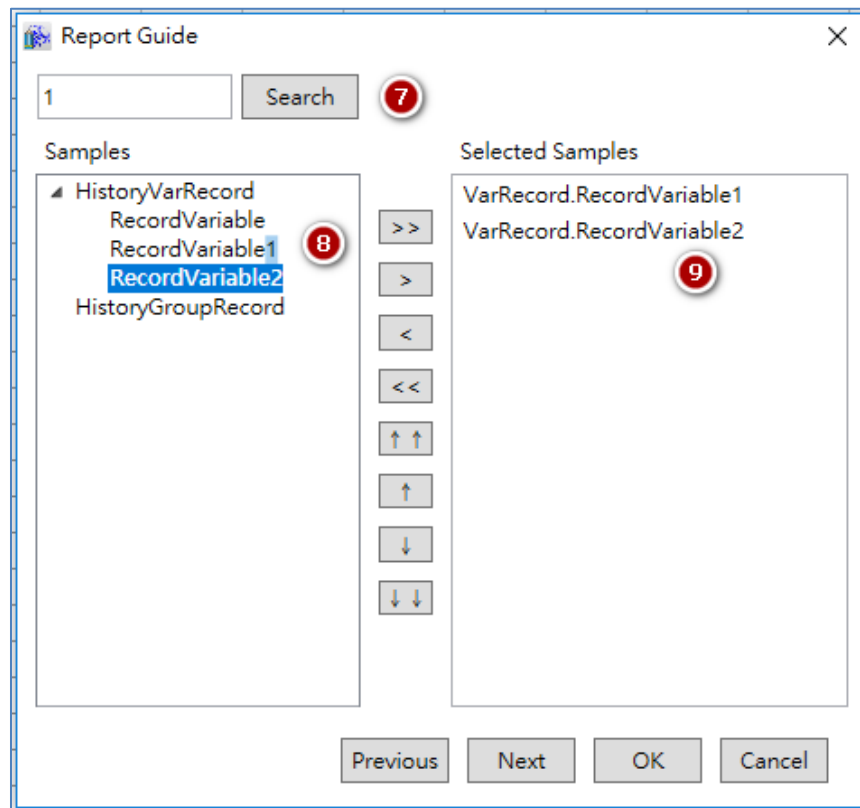 Report Guide
1
Search
7
Samples
Selected Samples
HistoryVarRecord
RecordVariable
RecordVariable1
RecordVariable2
HistoryGroupRecord
8
>>
>
<
<<
↑ ↑
↑
↓
↓ ↓
VarRecord.RecordVariable1
VarRecord.RecordVariable2
9
Previous
Next
OK
Cancel